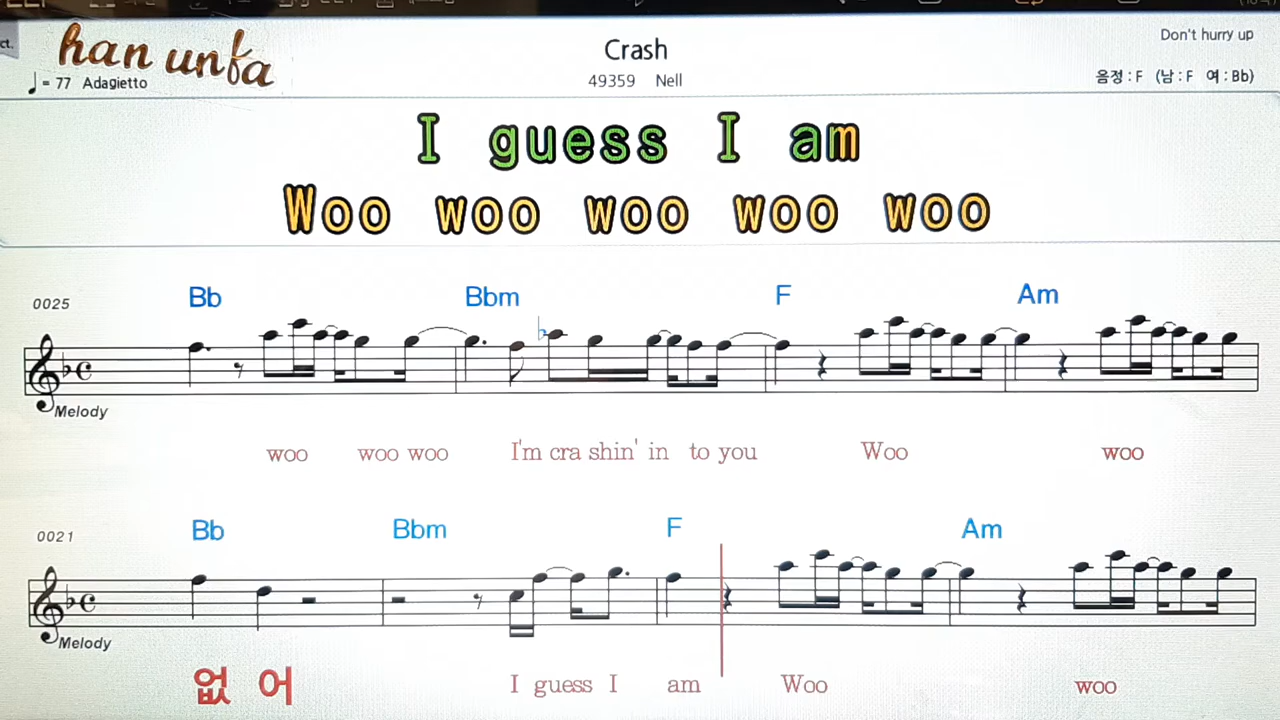 ct.
han unfa
♩ = 77 Adagietto
Crash
49359 Nell
Don't hurry up
음정 : F (남 : F 여 : Bb)
I guess I am
Woo woo woo woo woo
0025
Bb Bbm F Am
Melody
woo woo woo I'm cra shin' in to you Woo woo
0021
Bb Bbm F Am
Melody
없 어 I guess I am Woo woo